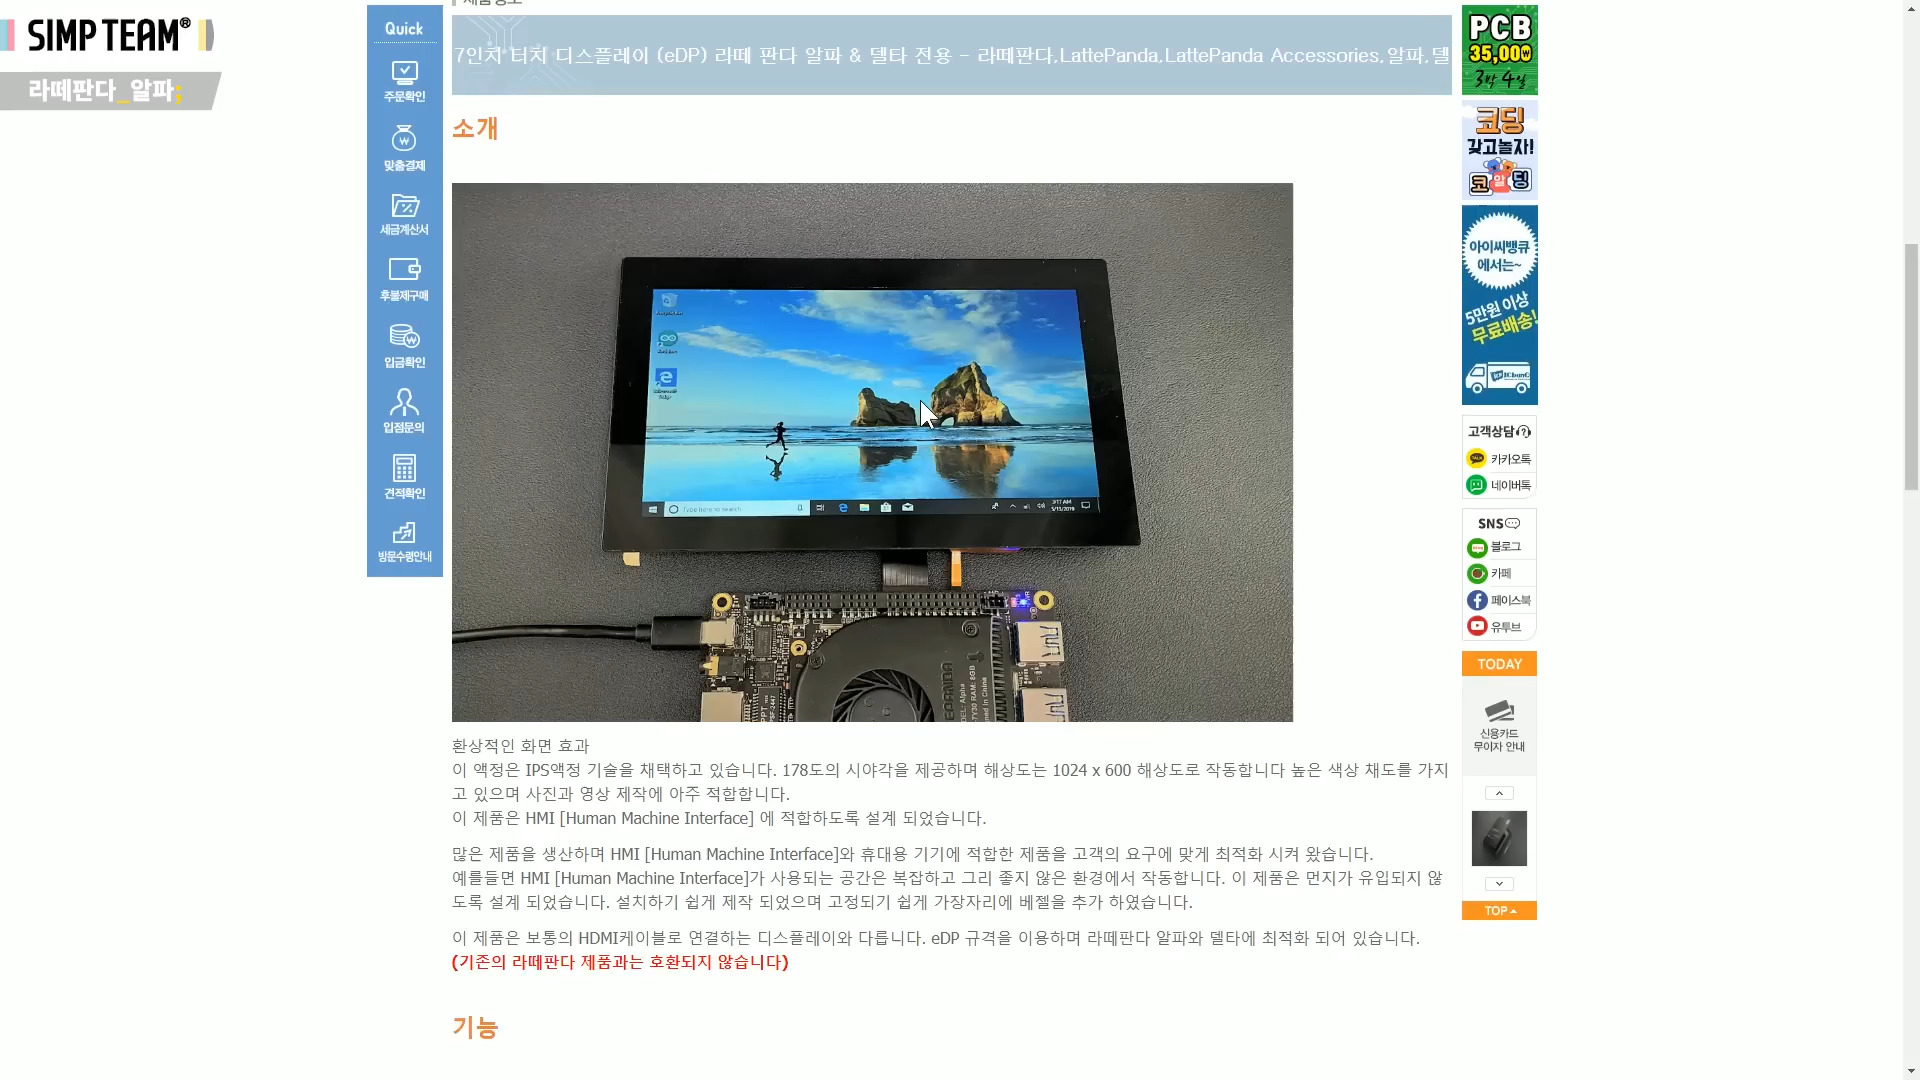 SIMP TEAM®
라떼판다_알파;
Quick
주문확인
맞춤결제
세금계산서
후불제구매
입금확인
입점문의
견적확인
방문수령안내
7인치 터치 디스플레이 (eDP) 라떼 판다 알파 & 델타 전용 - 라떼판다,LattePanda,LattePanda Accessories,알파,델
소개
Type here to search
3:17 AM
5/15/2019
환상적인 화면 효과
이 액정은 IPS액정 기술을 채택하고 있습니다. 178도의 시야각을 제공하며 해상도는 1024 x 600 해상도로 작동합니다 높은 색상 채도를 가지
고 있으며 사진과 영상 제작에 아주 적합합니다.
이 제품은 HMI [Human Machine Interface] 에 적합하도록 설계 되었습니다.
많은 제품을 생산하며 HMI [Human Machine Interface]와 휴대용 기기에 적합한 제품을 고객의 요구에 맞게 최적화 시켜 왔습니다.
예를들면 HMI [Human Machine Interface]가 사용되는 공간은 복잡하고 그리 좋지 않은 환경에서 작동합니다. 이 제품은 먼지가 유입되지 않
도록 설계 되었습니다. 설치하기 쉽게 제작 되었으며 고정되기 쉽게 가장자리에 베젤을 추가 하였습니다.
이 제품은 보통의 HDMI케이블로 연결하는 디스플레이와 다릅니다. eDP 규격을 이용하며 라떼판다 알파와 델타에 최적화 되어 있습니다.
(기존의 라떼판다 제품과는 호환되지 않습니다)
기능
PCB
35,000₩
3박 4일
코딩
갖고놀자!
코알딩
아이씨뱅큐
에서는~
5만원 이상
무료배송!
고객상담
카카오톡
네이버톡
SNS
블로그
카페
페이스북
유투브
TODAY
신용카드
무이자 안내
TOP